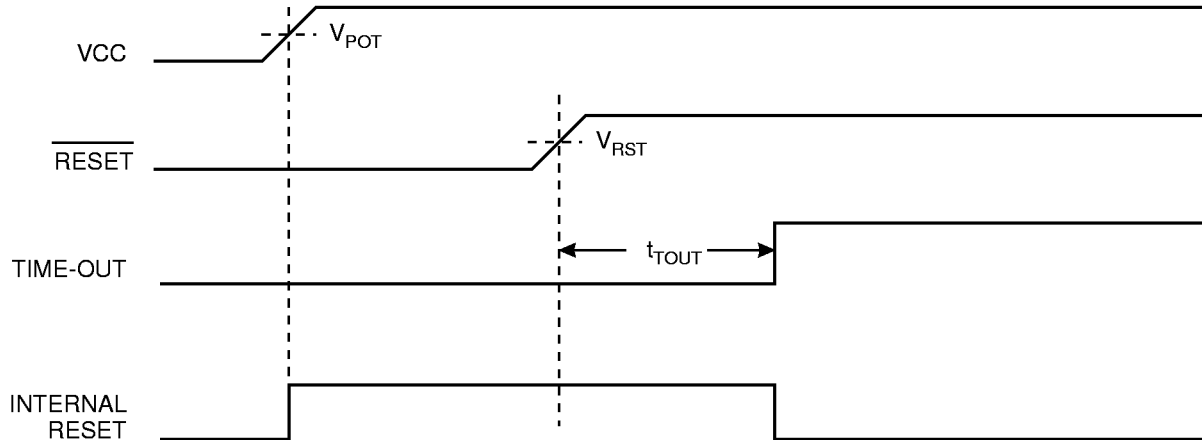 VCC
VPOT
RESET
VRST
TIME-OUT
tTOUT
INTERNAL
RESET